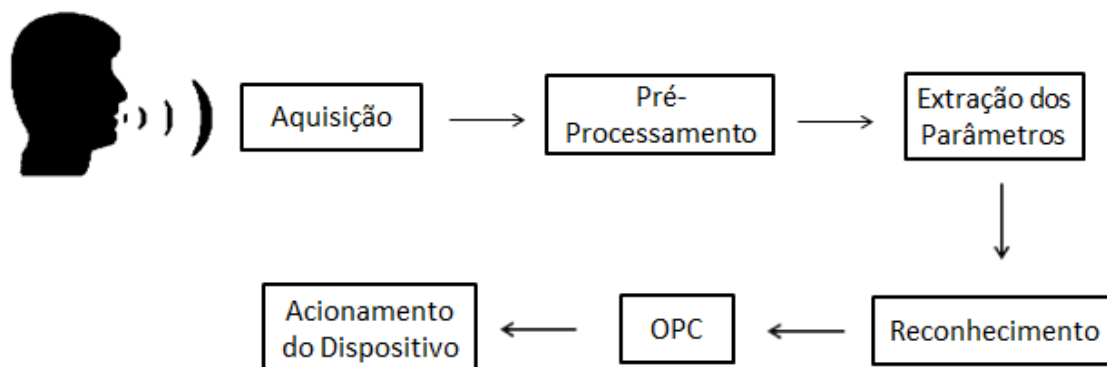 Aquisição
Pré-
Processamento
Extração dos
Parâmetros
Reconhecimento
OPC
Acionamento
do Dispositivo